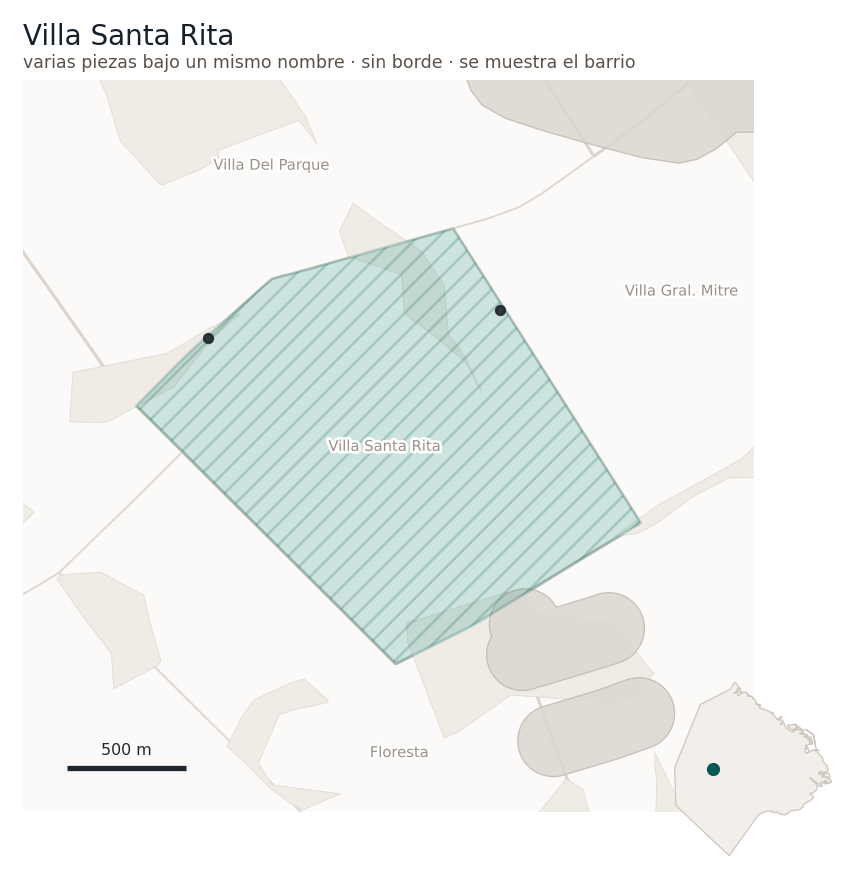 Villa Santa Rita
varias piezas bajo un mismo nombre · sin borde · se muestra el barrio
Villa Del Parque
Villa Gral. Mitre
Villa Santa Rita
500 m
Floresta